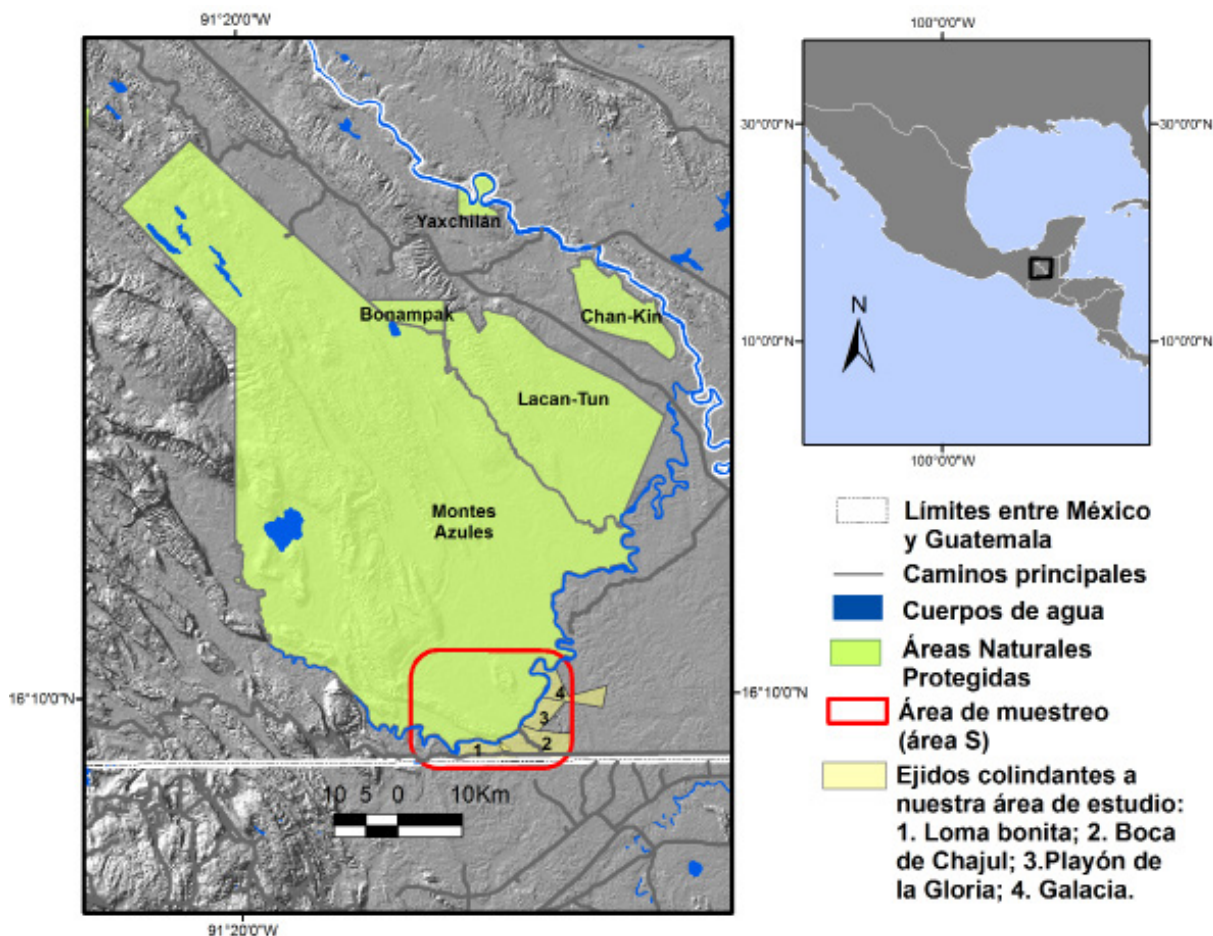 91°20'0"W
100°0'0"W
30°0'0"N
30°0'0"N
Yaxchilán
Bonampak
Chan-Kin
N
10°0'0"N
10°0'0"N
Lacan-Tun
100°0'0"W
Montes
Azules
16°10'0"N
16°10'0"N
4
3
2
1
10 5 0 10Km
91°20'0"W
Límites entre México
y Guatemala
Caminos principales
Cuerpos de agua
Áreas Naturales
Protegidas
Área de muestreo
(área S)
Ejidos colindantes a
nuestra área de estudio:
1. Loma bonita; 2. Boca
de Chajul; 3.Playón de
la Gloria; 4. Galacia.